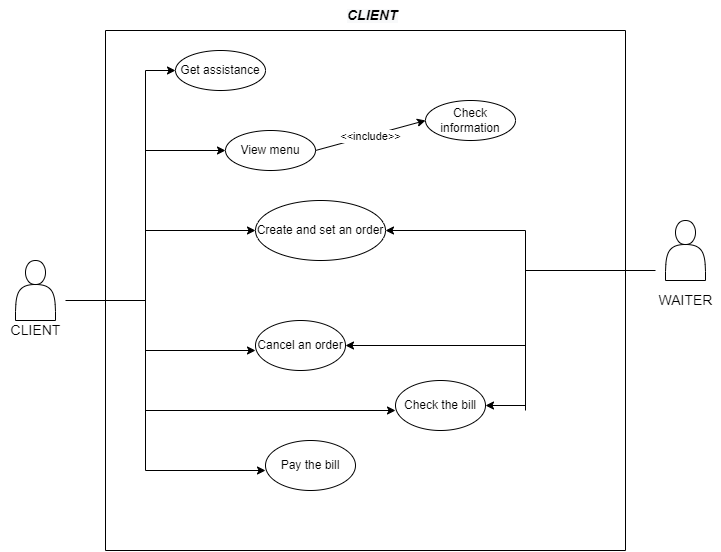 CLIENT
Get assistance
Check
information
<<include>>
View menu
Create and set an order
WAITER
CLIENT
Cancel an order
Check the bill
Pay the bill